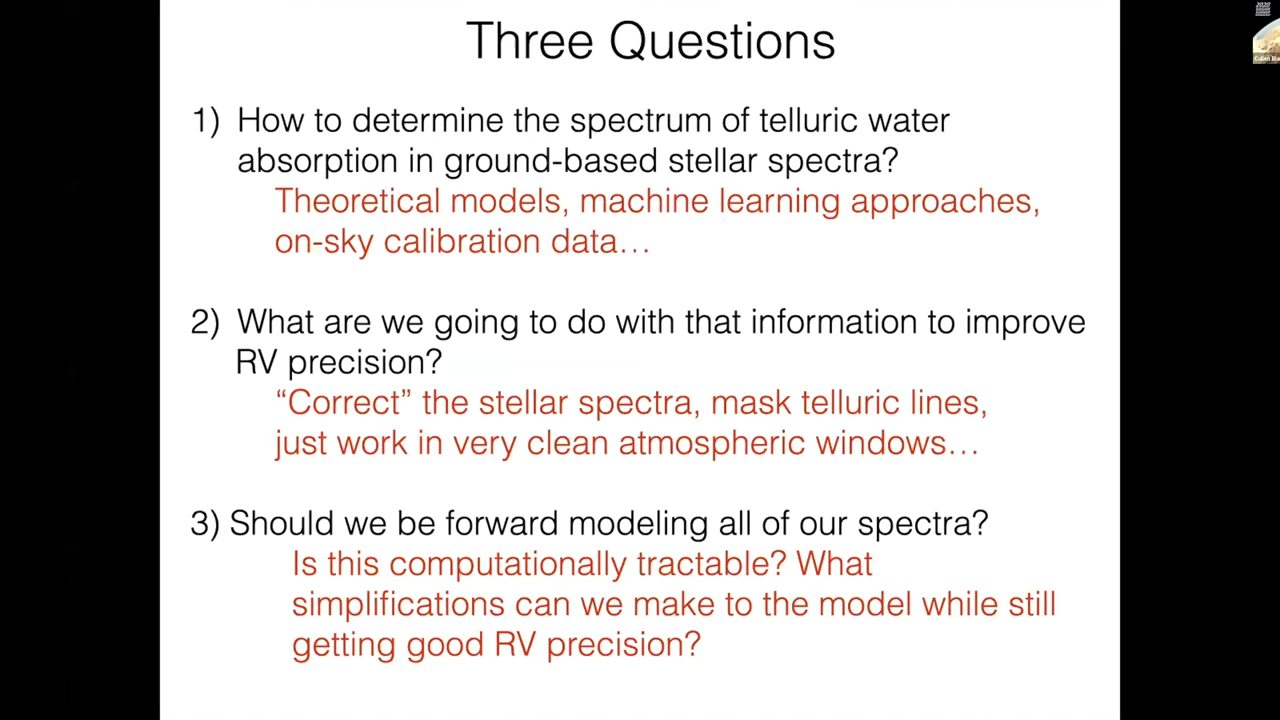 Three Questions
1) How to determine the spectrum of telluric water
absorption in ground-based stellar spectra?
Theoretical models, machine learning approaches,
on-sky calibration data…
2) What are we going to do with that information to improve
RV precision?
“Correct” the stellar spectra, mask telluric lines,
just work in very clean atmospheric windows…
3) Should we be forward modeling all of our spectra?
Is this computationally tractable? What
simplifications can we make to the model while still
getting good RV precision?